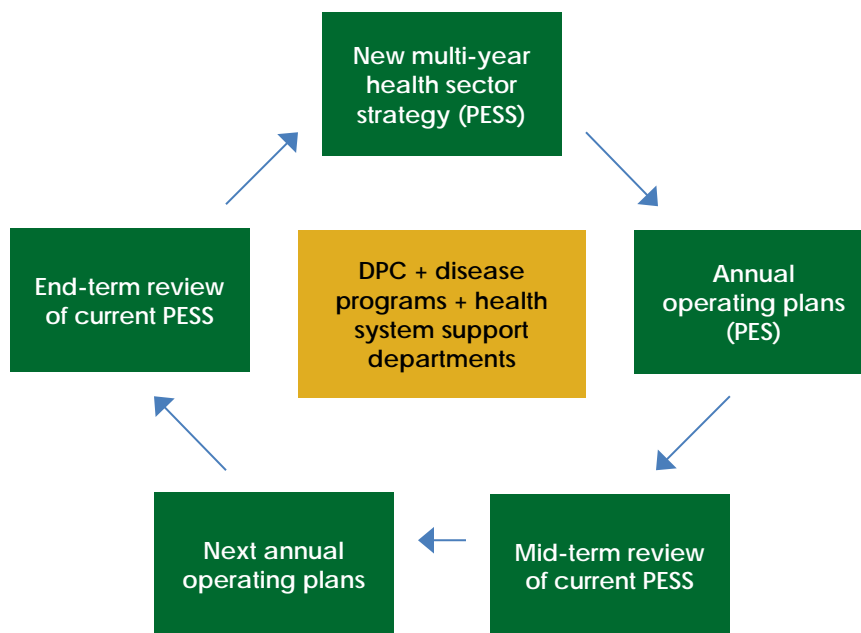 New multi-year
health sector
strategy (PESS)
End-term review
of current PESS
DPC + disease
programs + health
system support
departments
Annual
operating plans
(PES)
Next annual
operating plans
Mid-term review
of current PESS